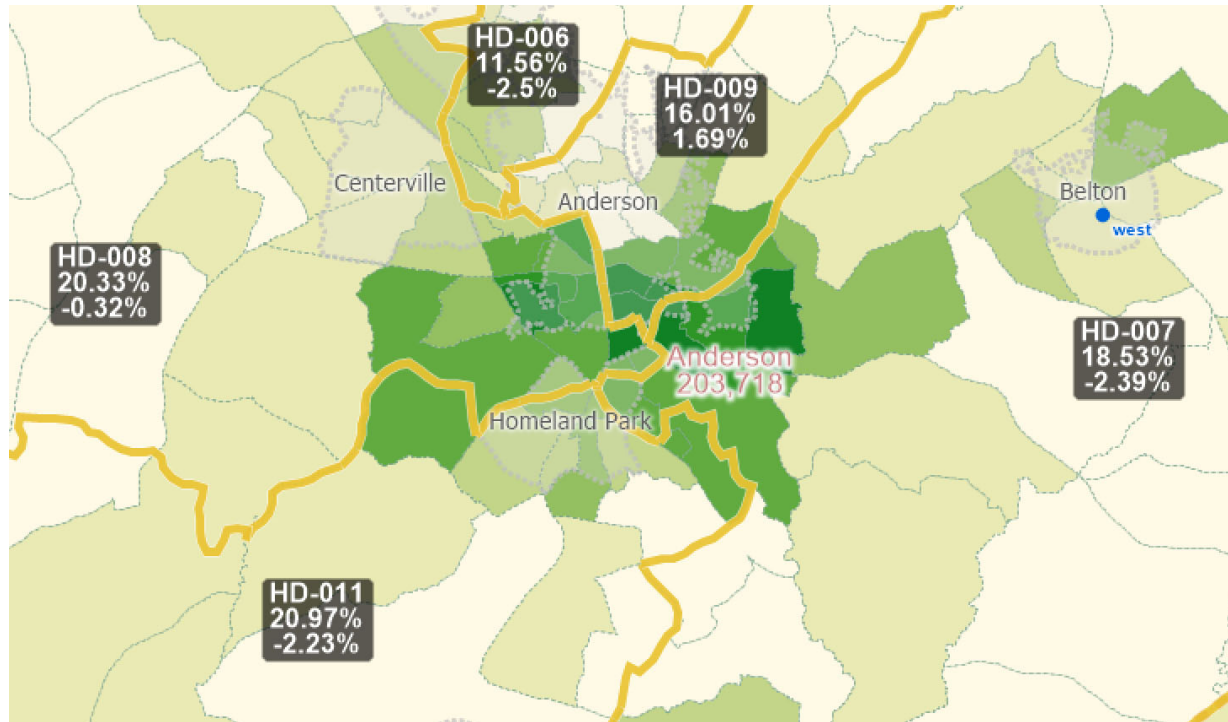 HD-006
11.56%
-2.5%
HD-009
16.01%
1.69%
Centerville
Anderson
Belton
west
HD-008
20.33%
-0.32%
HD-007
18.53%
-2.39%
Anderson
203,718
Homeland Park
HD-011
20.97%
-2.23%